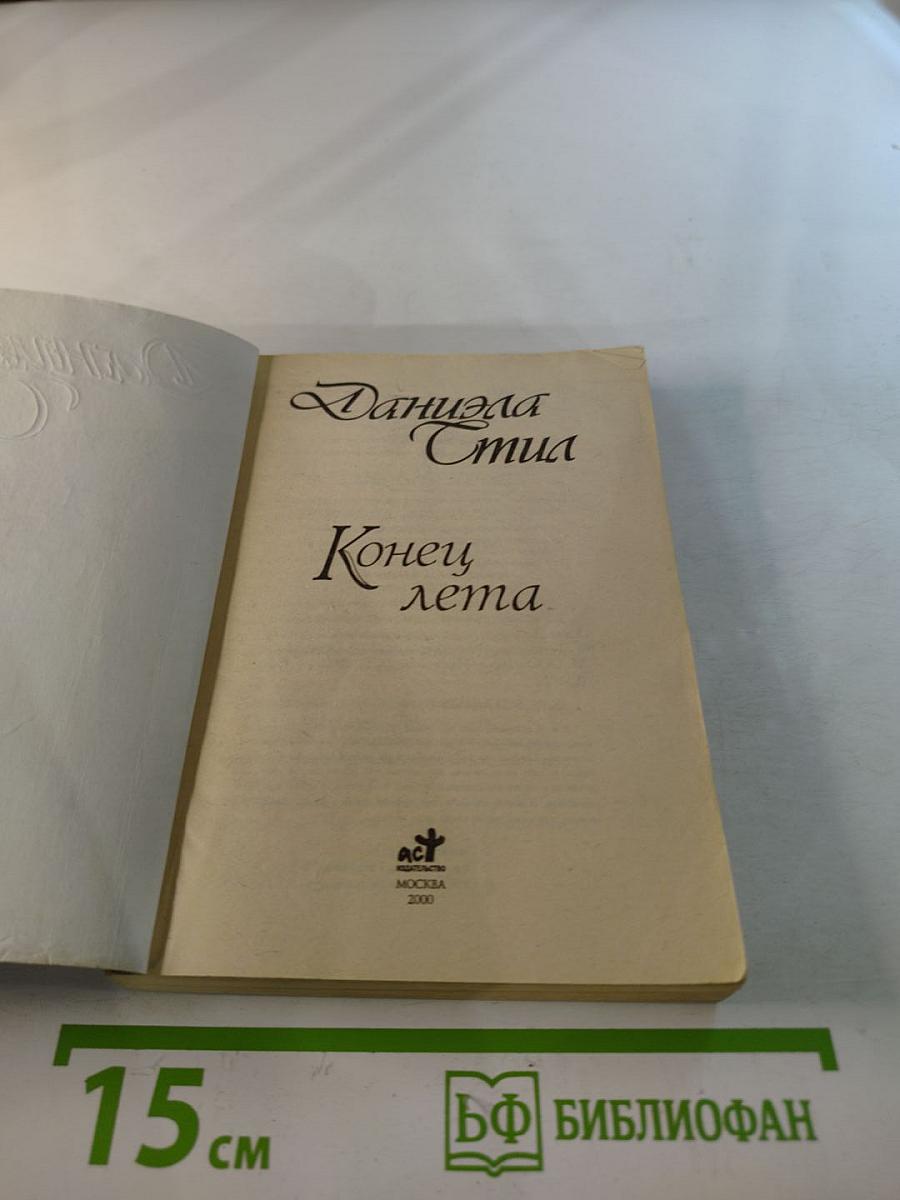 Даниэла
Стил
Конец
лета
аст
ИЗДАТЕЛЬСТВО
МОСКВА
2000
15 см
БФ БИБЛИОФАН